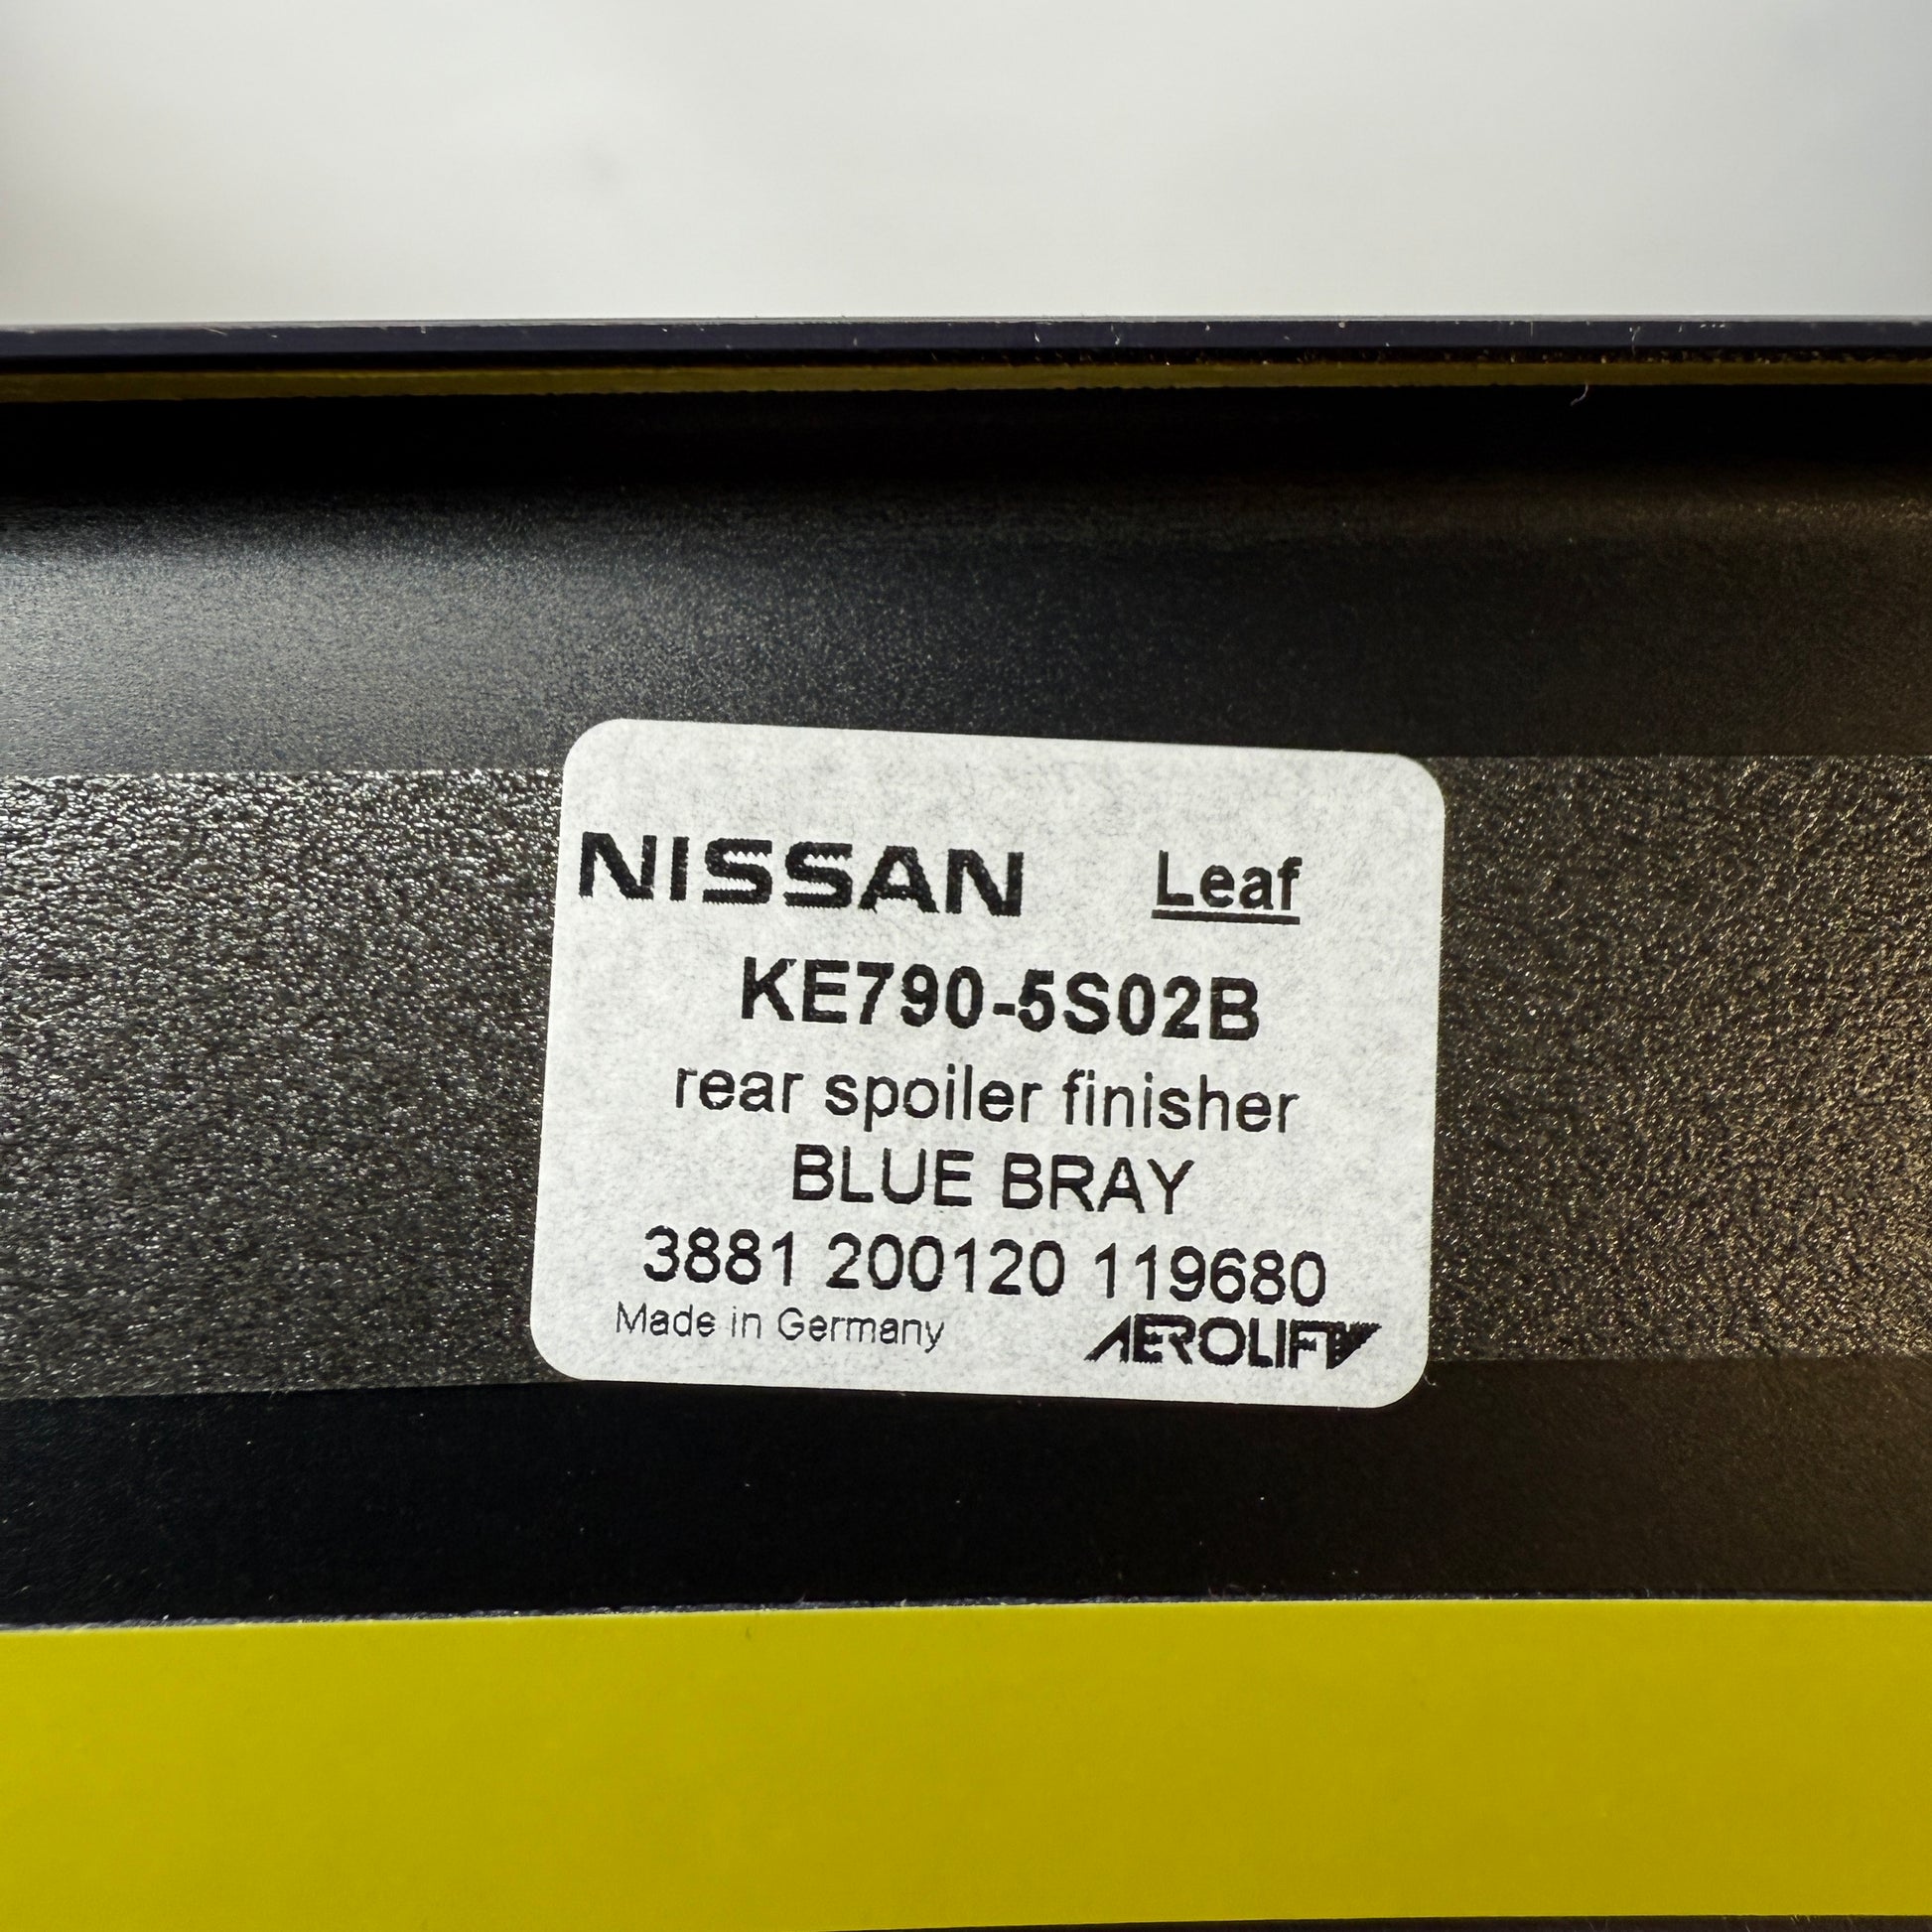 NISSAN Leaf
KE790-5S02B
rear spoiler finisher
BLUE BRAY
3881 200120 119680
Made in Germany AEROLIFT